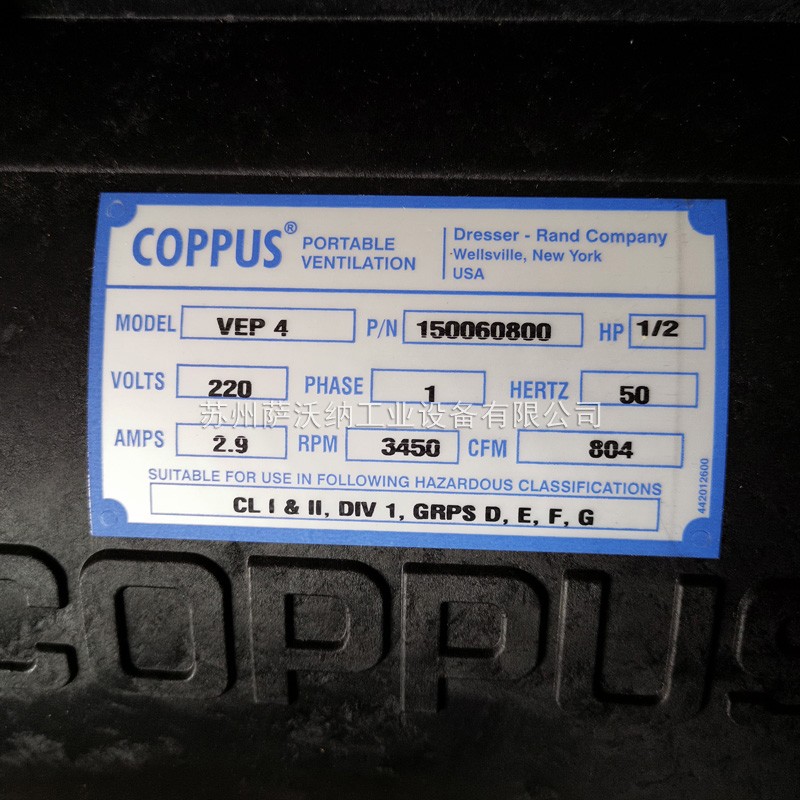 COPPUS® PORTABLE VENTILATION
Dresser - Rand Company
Wellsville, New York
USA
MODEL VEP 4 P/N 150060800 HP 1/2
VOLTS 220 PHASE 1 HERTZ 50
苏州萨沃纳工业设备有限公司
AMPS 2.9 RPM 3450 CFM 804
SUITABLE FOR USE IN FOLLOWING HAZARDOUS CLASSIFICATIONS
CL I & II, DIV 1, GRPS D, E, F, G
442012600
COPPUS